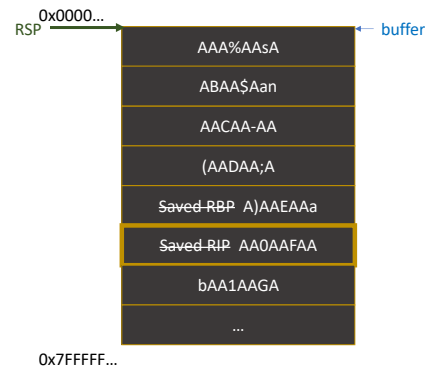 0x0000...
RSP
buffer
AAA%AAsA
ABAA$Aan
AACAA-AA
(AADAA;A
Saved RBP A)AAEAAa
Saved RIP AA0AAFAA
bAA1AAGA
...
0x7FFFFF...